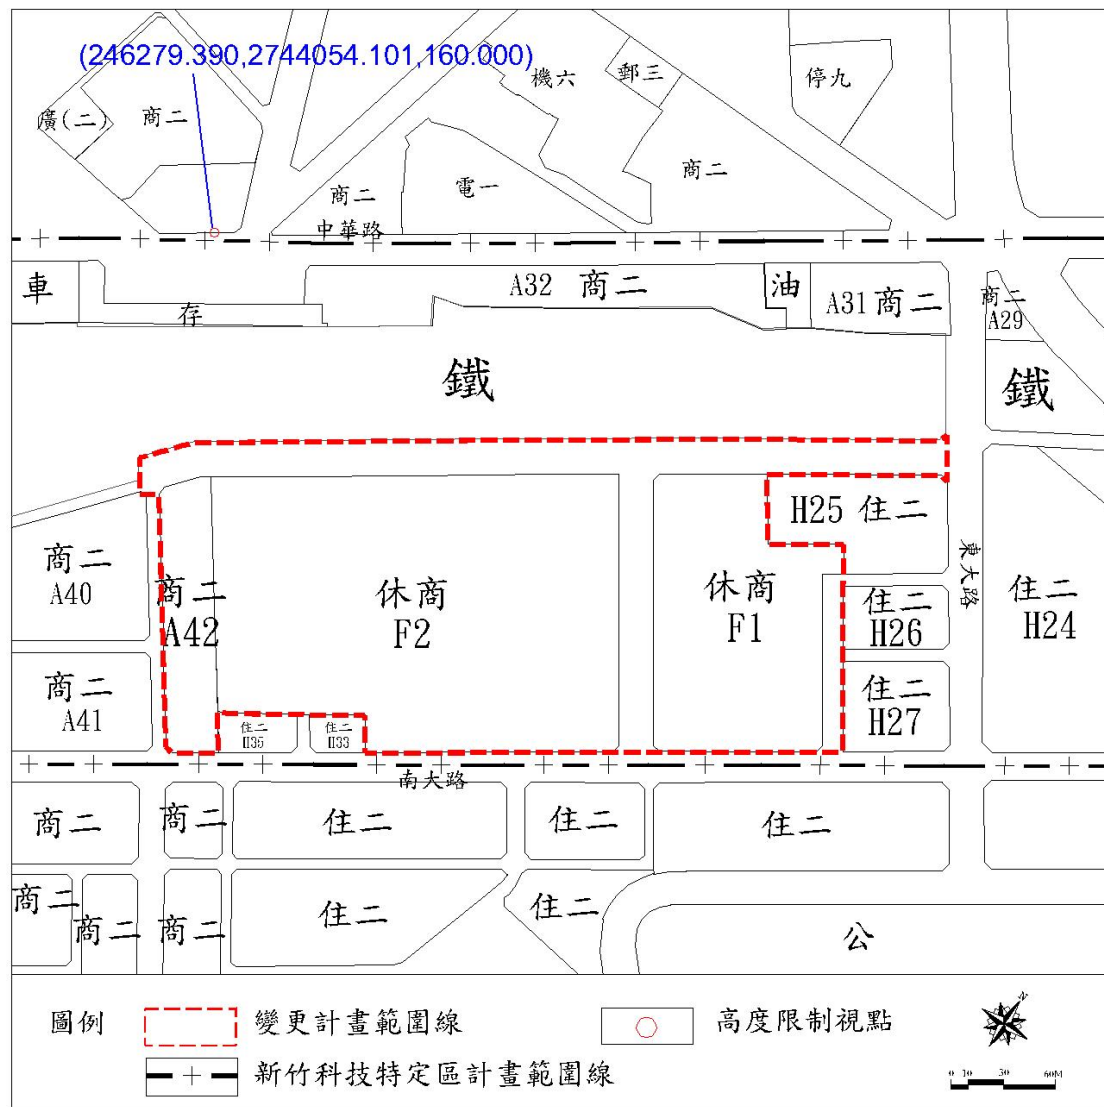 (246279.390,2744054.101,160.000)
機六
郵三
停九
廣(二)
商二
商二
電一
商二
中華路
車
存
A32 商二
油
A31 商二
商二
A29
鐵
鐵
H25 住二
東大路
商二
A40
商二
A42
休商
F2
休商
F1
住二
H26
住二
H24
商二
A41
住二
H35
住二
H33
住二
H27
南大路
商二
商二
住二
住二
住二
商二
商二
商二
住二
住二
公
圖例
變更計畫範圍線
高度限制視點
新竹科技特定區計畫範圍線
N
0 10 30 60M